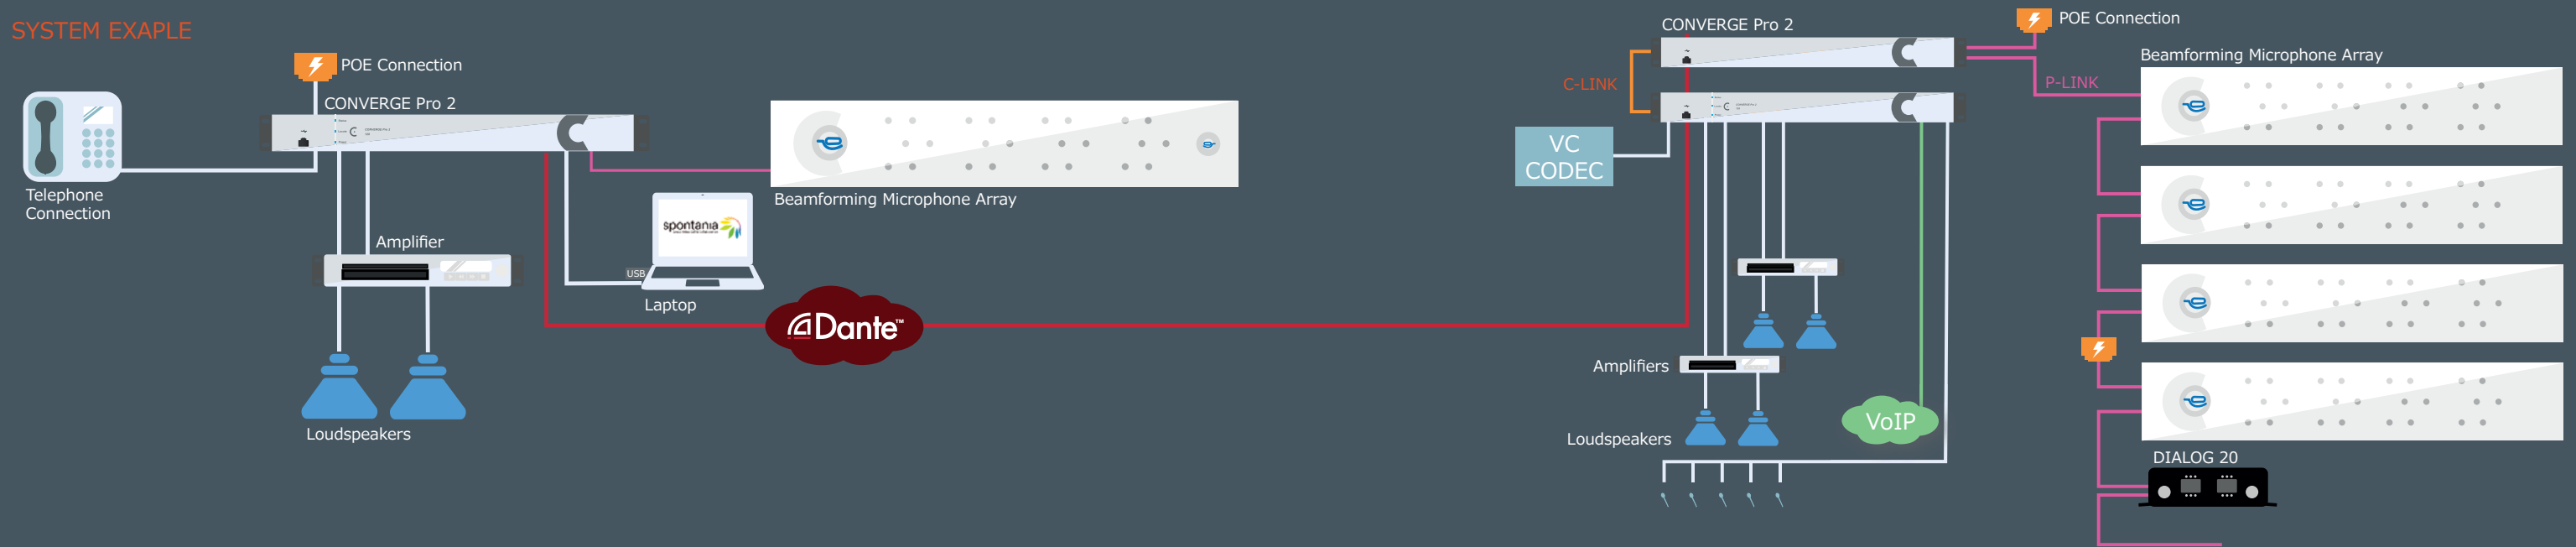 SYSTEM EXAPLE
POE Connection
CONVERGE Pro 2
Telephone
Connection
Amplifier
Loudspeakers
Beamforming Microphone Array
spontania
USB
Laptop
Dante™
CONVERGE Pro 2
C-LINK
VC
CODEC
Amplifiers
Loudspeakers
VoIP
POE Connection
P-LINK
Beamforming Microphone Array
DIALOG 20